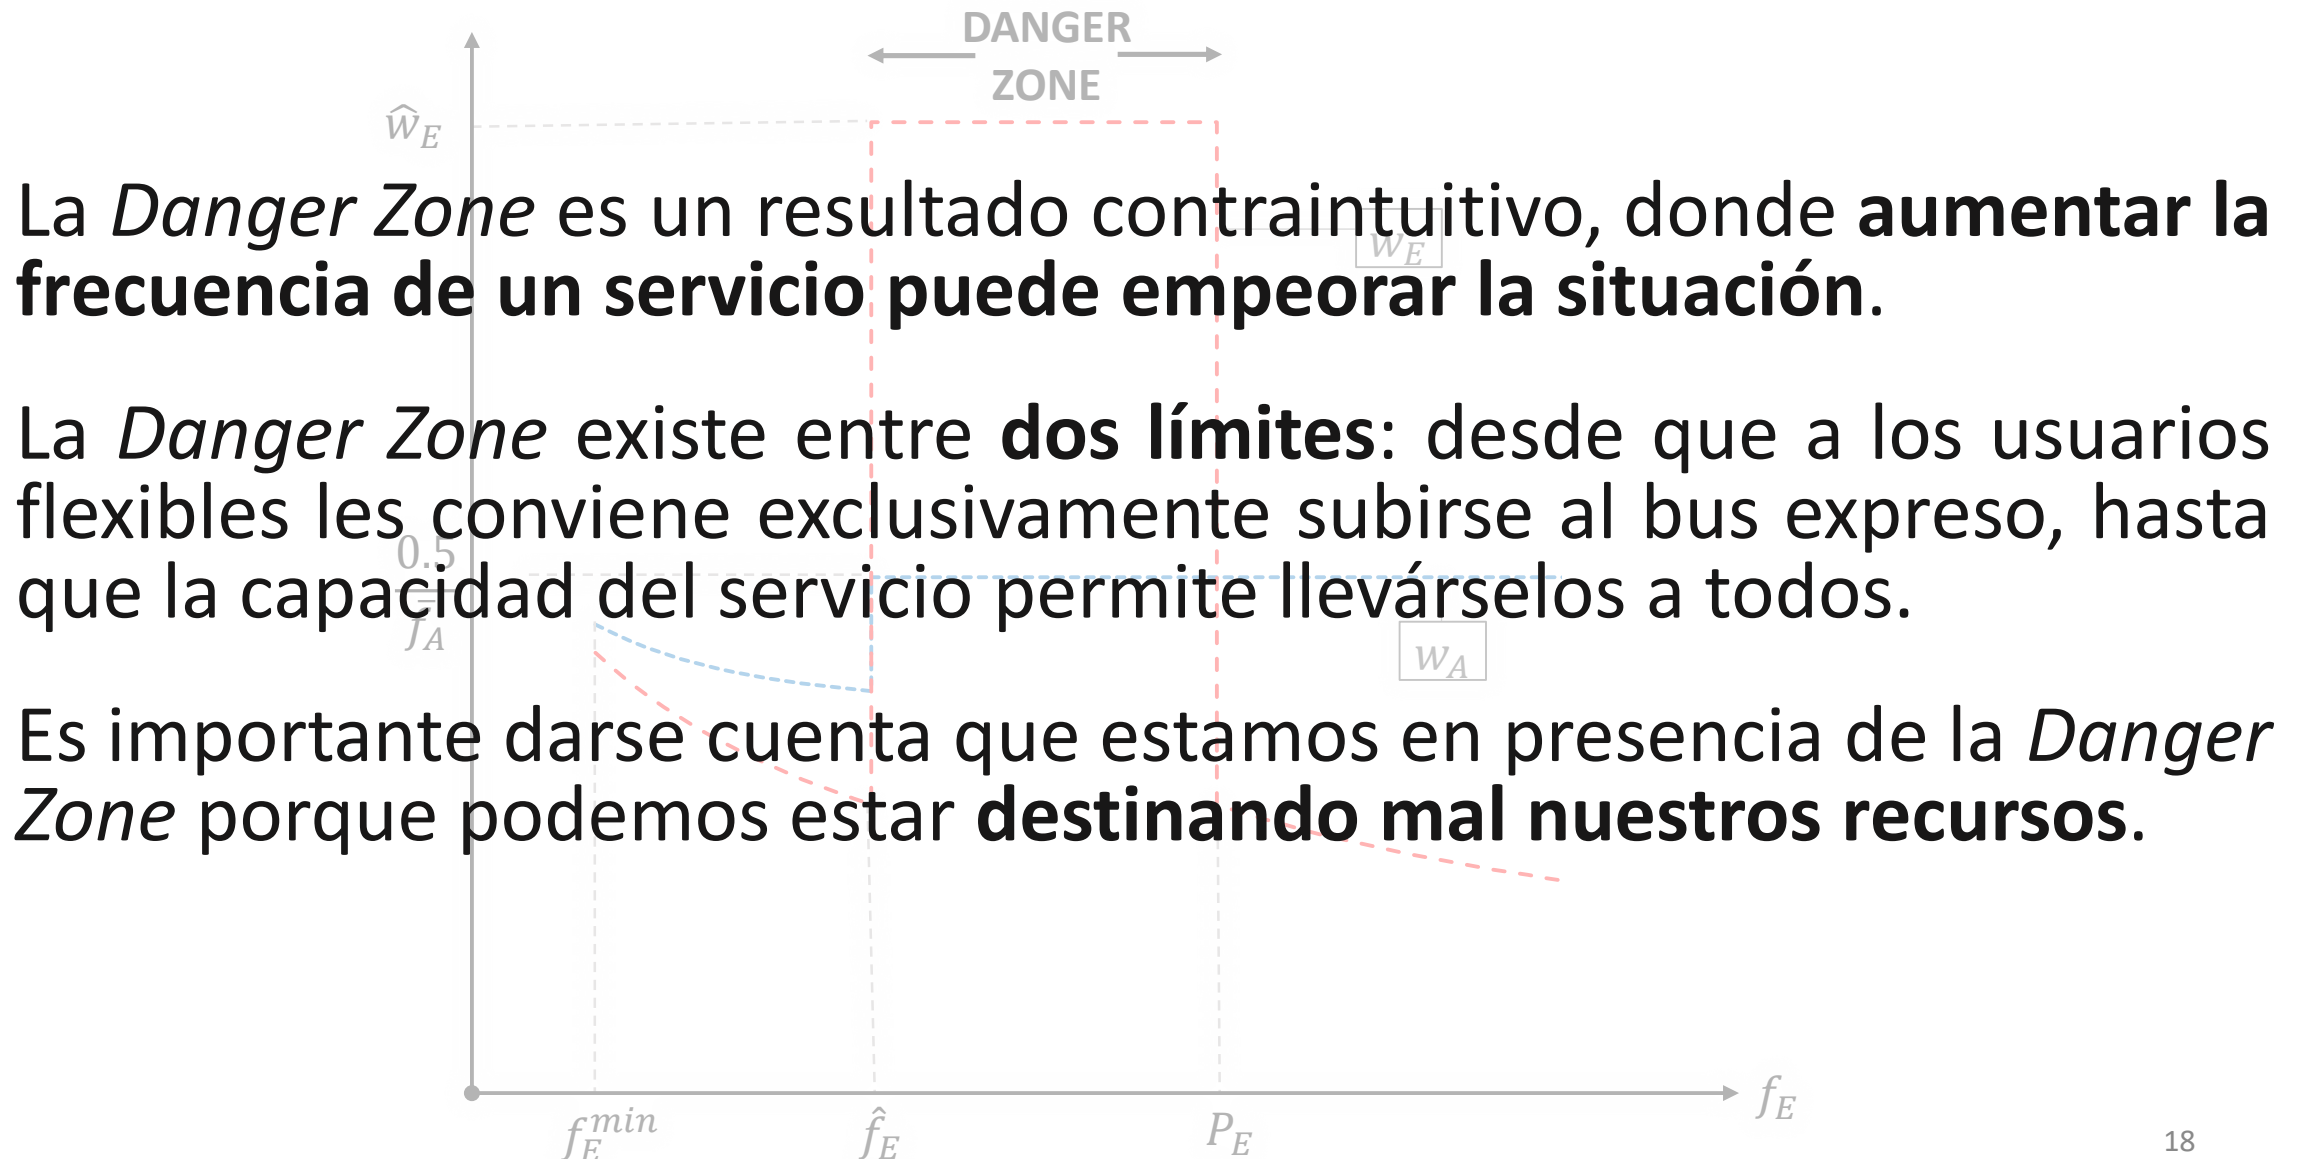 DANGER
ZONE
ŵ_E
La Danger Zone es un resultado contraintuitivo, donde aumentar la
w_E
frecuencia de un servicio puede empeorar la situación.
La Danger Zone existe entre dos límites: desde que a los usuarios
flexibles les conviene exclusivamente subirse al bus expreso, hasta
0.5
que la capacidad del servicio permite llevárselos a todos.
f_A
w_A
Es importante darse cuenta que estamos en presencia de la Danger
Zone porque podemos estar destinando mal nuestros recursos.
f_E
f_E^min
f̂_E
P_E
18